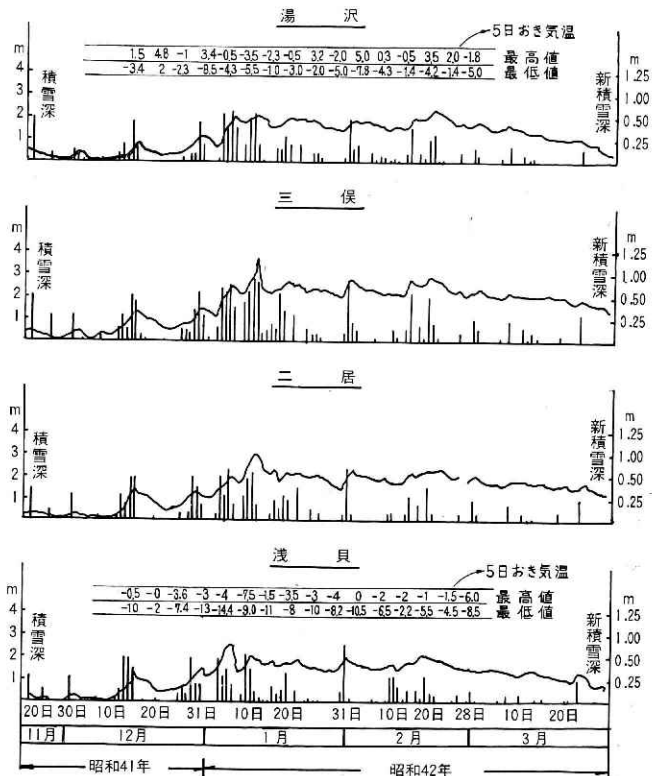 湯沢
5日おき気温
1.5 4.8 -1 3.4 -0.5 -3.5 -2.3 -0.5 3.2 -2.0 5.0 0.3 -0.5 3.5 2.0 -1.8 最高値
-3.4 2 -2.3 -8.5 -4.3 -5.5 -1.0 -3.0 -2.0 -5.0 -7.8 -4.3 -1.4 -4.2 -1.4 -5.0 最低値
m
4
3
2
1
積雪深
新積雪深
m
1.25
1.00
0.50
0.25
三俣
m
4
3
2
1
積雪深
新積雪深
m
1.25
1.00
0.50
0.25
二居
m
4
3
2
1
積雪深
新積雪深
m
1.25
1.00
0.50
0.25
浅貝
5日おき気温
-0.5 -0 -3.6 -3 -4 -7.5 -1.5 -3.5 -3 -4 0 -2 -2 -1 -1.5 -6.0 最高値
-10 -2 -7.4 -13 -14.4 -9.0 -11 -8 -10 -8.2 -10.5 -6.5 -2.2 -5.5 -4.5 -8.5 最低値
m
4
3
2
1
積雪深
新積雪深
m
1.25
1.00
0.50
0.25
20日 30日 10日 20日 31日 10日 20日 31日 10日 20日 28日 10日 20日
11月 12月 1月 2月 3月
昭和41年 昭和42年